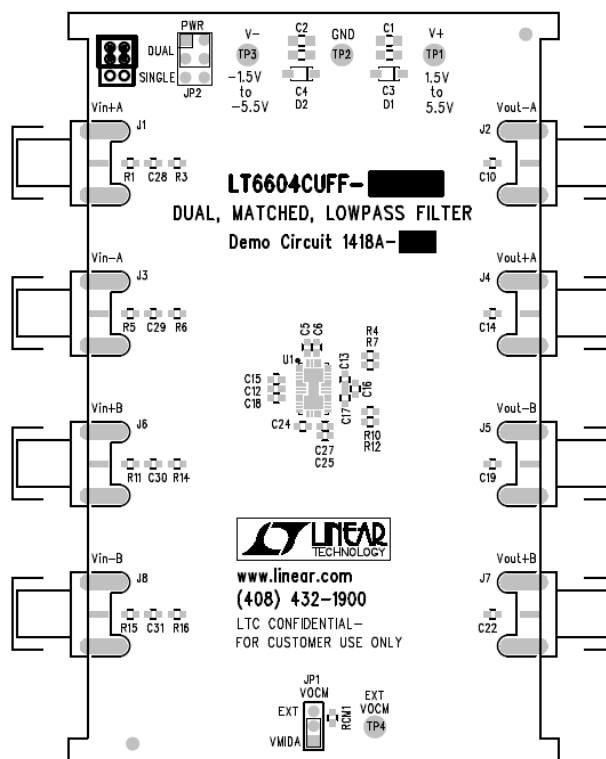 PWR
DUAL
SINGLE
JP2
V-
TP3
-1.5V
to
-5.5V
C2
C4
D2
GND
TP2
C1
C3
D1
V+
TP1
1.5V
to
5.5V
Vin+A
J1
R1 C28 R3
Vout-A
J2
C10
LT6604CUFF-
DUAL, MATCHED, LOWPASS FILTER
Demo Circuit 1418A-
Vin-A
J3
R5 C29 R6
Vout+A
J4
C14
C5
C6
U1
R4
R7
C13
C15
C12
C18
C16
C17
C24
C27
C25
R10
R12
Vin+B
J6
R11 C30 R14
Vout-B
J5
C19
LINEAR
TECHNOLOGY
www.linear.com
(408) 432-1900
LTC CONFIDENTIAL-
FOR CUSTOMER USE ONLY
Vin-B
J8
R15 C31 R16
Vout+B
J7
C22
JP1
VOCM
EXT
VMIDA
RCM1
EXT
VOCM
TP4